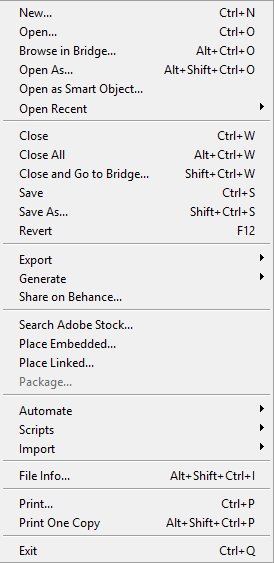 New... Ctrl+N
Open... Ctrl+O
Browse in Bridge... Alt+Ctrl+O
Open As... Alt+Shift+Ctrl+O
Open as Smart Object...
Open Recent
Close Ctrl+W
Close All Alt+Ctrl+W
Close and Go to Bridge... Shift+Ctrl+W
Save Ctrl+S
Save As... Shift+Ctrl+S
Revert F12
Export
Generate
Share on Behance...
Search Adobe Stock...
Place Embedded...
Place Linked...
Package...
Automate
Scripts
Import
File Info... Alt+Shift+Ctrl+I
Print... Ctrl+P
Print One Copy Alt+Shift+Ctrl+P
Exit Ctrl+Q